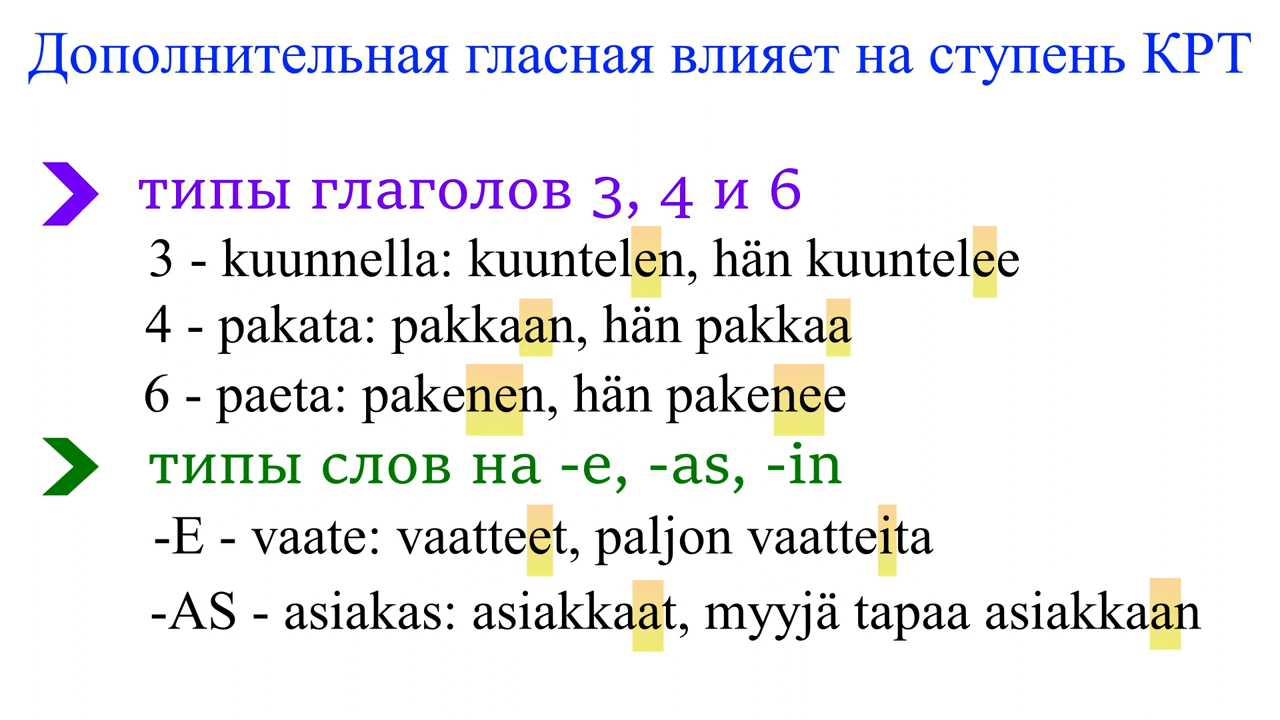 Дополнительная гласная влияет на ступень КРТ
типы глаголов 3, 4 и 6
3 - kuunnella: kuuntelen, hän kuuntelee
4 - pakata: pakkaan, hän pakkaa
6 - paeta: pakenen, hän pakenee
типы слов на -e, -as, -in
-E - vaate: vaatteet, paljon vaatteita
-AS - asiakas: asiakkaat, myyjä tapaa asiakkaan